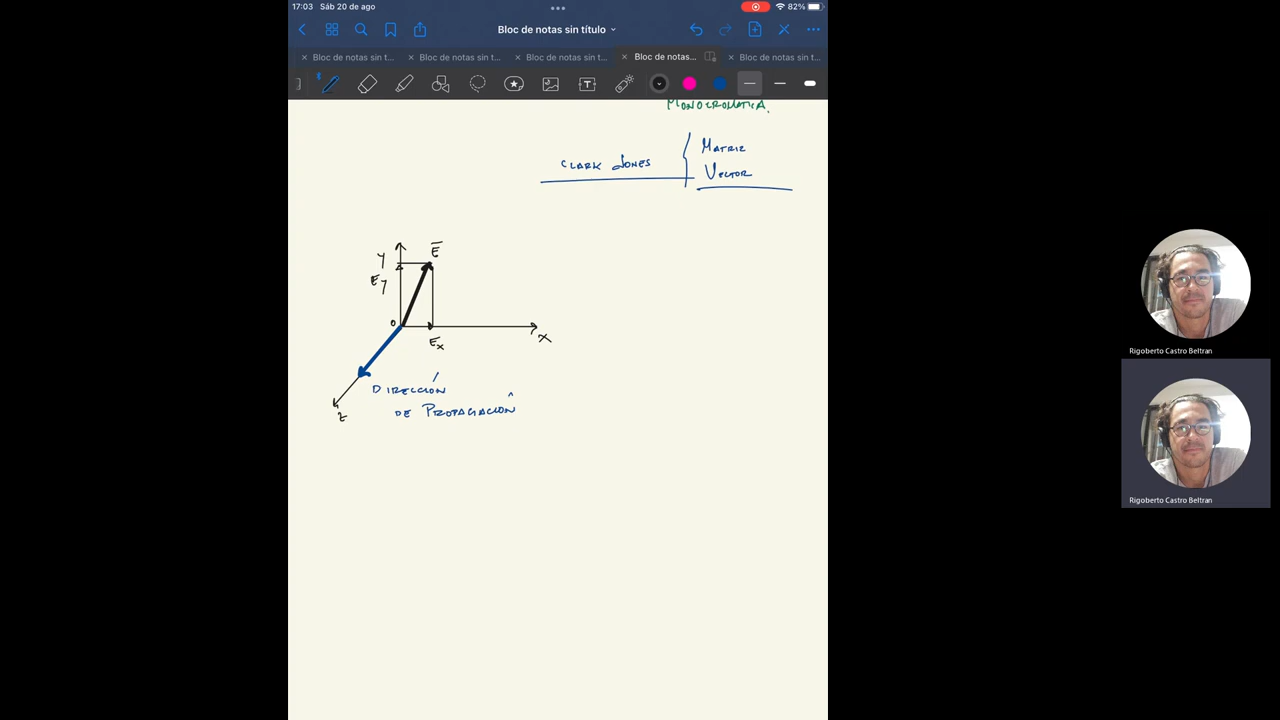 17:03 Sáb 20 de ago
82%
Bloc de notas sin título
Bloc de notas sin t...
Bloc de notas sin t...
Bloc de notas sin t...
Bloc de notas...
Bloc de notas sin tít...
MONOCROMATICA.
CLARK JONES
MATRIZ
VECTOR
Y
E
Ey
0
Ex
X
DIRECCIÓN
DE PROPAGACIÓN
Z
Rigoberto Castro Beltran
Rigoberto Castro Beltran